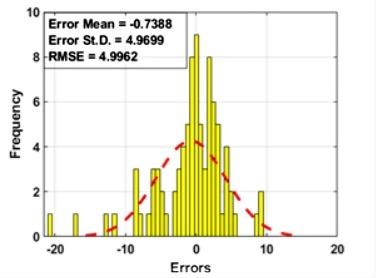 10
8
6
4
2
0
Frequency
Error Mean = -0.7388
Error St.D. = 4.9699
RMSE = 4.9962
-20 -10 0 10 20
Errors